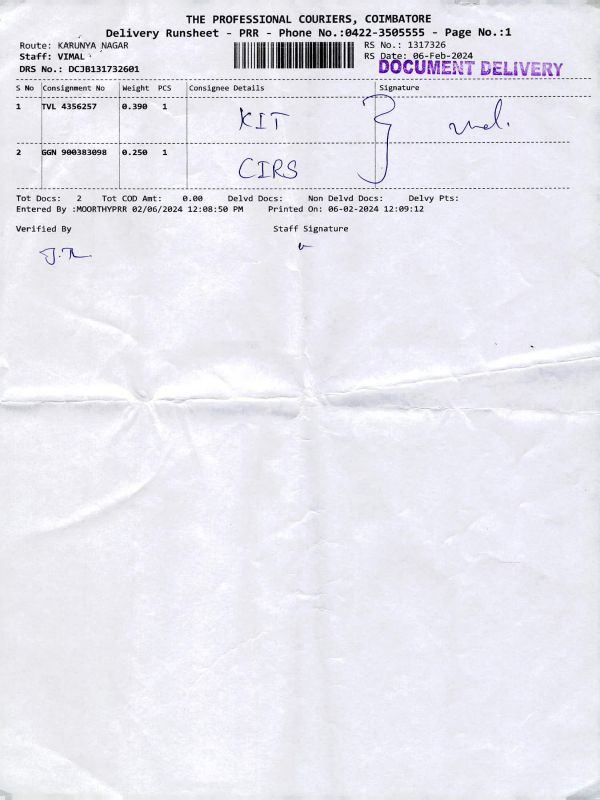 THE PROFESSIONAL COURIERS, COIMBATORE
Delivery Runsheet - PRR - Phone No.:0422-3505555 - Page No.:1
Route: KARUNYA NAGAR RS No.: 1317326
Staff: VIMAL RS Date: 06-Feb-2024
DRS No.: DCJB131732601 DOCUMENT DELIVERY
S No Consignment No Weight PCS Consignee Details Signature
1 TVL 4356257 0.390 1 KIT
2 GGN 900383098 0.250 1 CIRS
Tot Docs: 2 Tot COD Amt: 0.00 Delvd Docs: Non Delvd Docs: Delvy Pts:
Entered By :MOORTHYPRR 02/06/2024 12:08:50 PM Printed On: 06-02-2024 12:09:12
Verified By Staff Signature